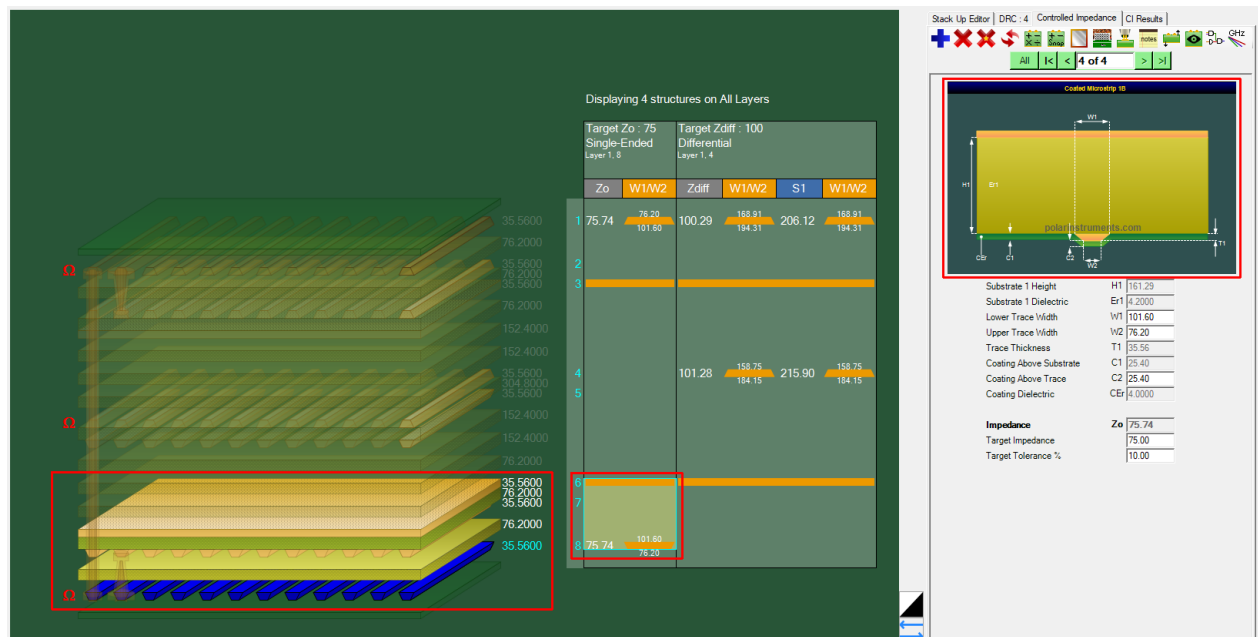 Stack Up Editor | DRC : 4 | Controlled Impedance | CI Results
notes GHz
All |< < 4 of 4 > >|
Displaying 4 structures on All Layers
Target Zo : 75 Target Zdiff : 100
Single-Ended Differential
Layer 1, 8 Layer 1, 4
Zo W1/W2 Zdiff W1/W2 S1 W1/W2
1 75.74 76.20 101.60 100.29 168.91 194.31 206.12 168.91 194.31
2
3
4 101.28 158.75 184.15 215.90 158.75 184.15
5
6
7
8 75.74 101.60 76.20
35.5600
76.2000
35.5600
76.2000
35.5600
76.2000
152.4000
152.4000
35.5600
304.8000
35.5600
152.4000
152.4000
76.2000
35.5600
76.2000
35.5600
76.2000
35.5600
Ω
Ω
Ω
Coated Microstrip 1B
W1
H1 Er1
polarinstruments.com
T1
CEr C1 C2
W2
Substrate 1 Height H1 161.29
Substrate 1 Dielectric Er1 4.2000
Lower Trace Width W1 101.60
Upper Trace Width W2 76.20
Trace Thickness T1 35.56
Coating Above Substrate C1 25.40
Coating Above Trace C2 25.40
Coating Dielectric CEr 4.0000
Impedance Zo 75.74
Target Impedance 75.00
Target Tolerance % 10.00